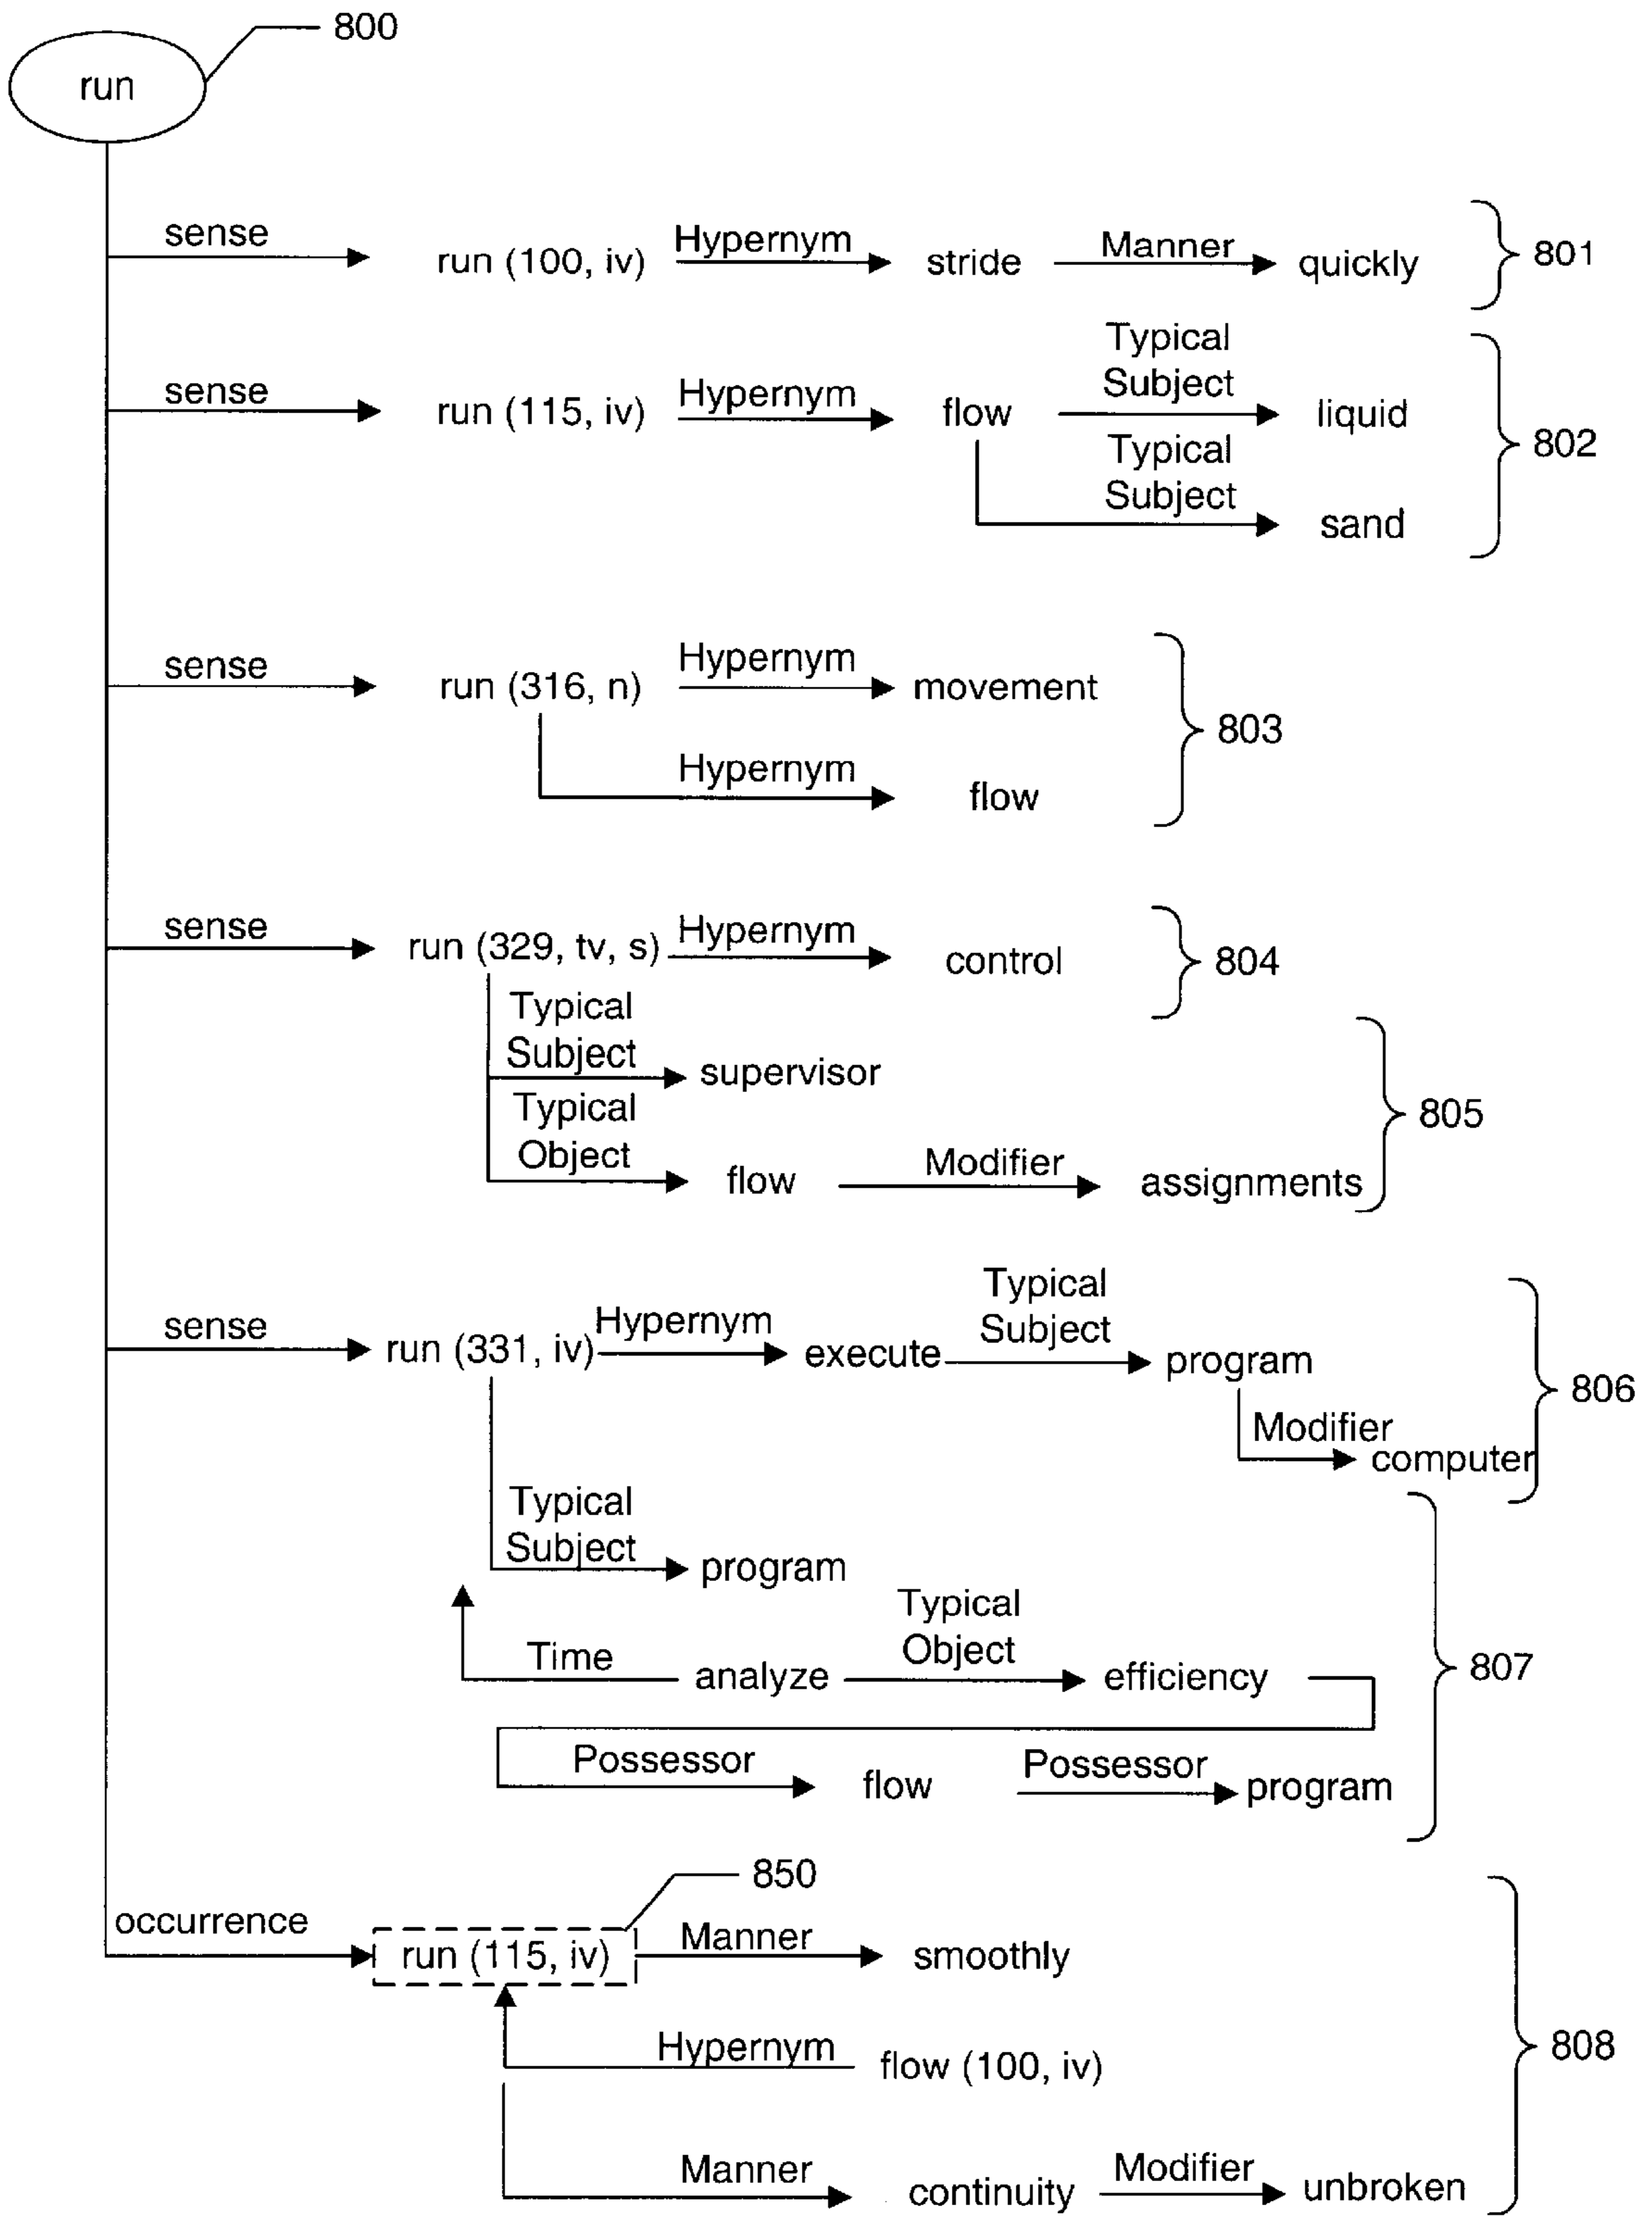 800
run
sense
run (100, iv) Hypernym stride Manner quickly
801
Typical
Subject
sense
run (115, iv) Hypernym flow liquid
802
Typical
Subject
sand
sense
run (316, n) Hypernym movement
803
Hypernym
flow
sense
run (329, tv, s) Hypernym control
804
Typical
Subject
supervisor
805
Typical
Object
flow Modifier assignments
Typical
Subject
sense
run (331, iv) Hypernym execute program
806
Modifier
computer
Typical
Subject
program
Typical
Object
Time analyze efficiency
807
Possessor flow Possessor program
850
occurrence
run (115, iv) Manner smoothly
808
Hypernym flow (100, iv)
Manner continuity Modifier unbroken